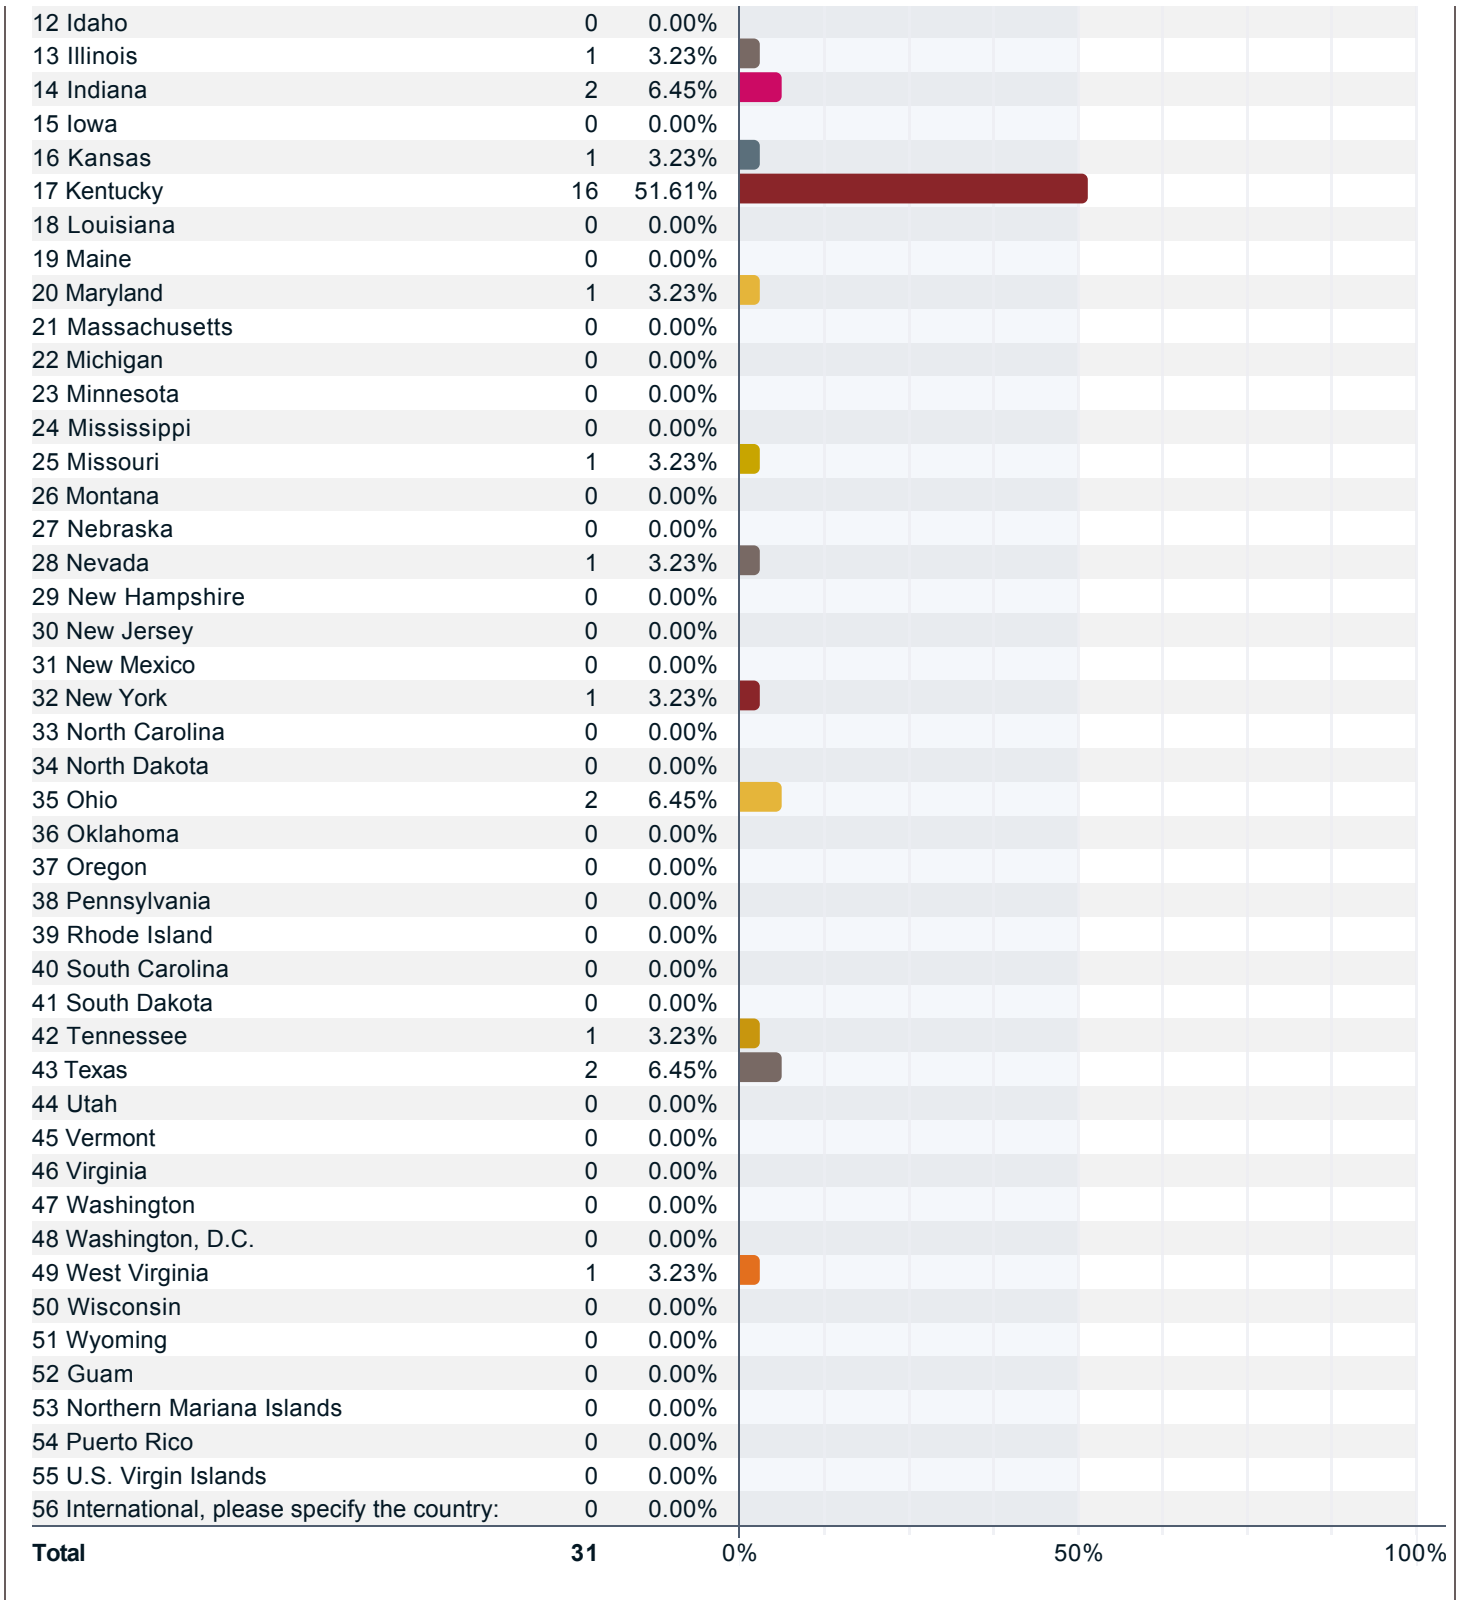 12 Idaho 0 0.00%
13 Illinois 1 3.23%
14 Indiana 2 6.45%
15 Iowa 0 0.00%
16 Kansas 1 3.23%
17 Kentucky 16 51.61%
18 Louisiana 0 0.00%
19 Maine 0 0.00%
20 Maryland 1 3.23%
21 Massachusetts 0 0.00%
22 Michigan 0 0.00%
23 Minnesota 0 0.00%
24 Mississippi 0 0.00%
25 Missouri 1 3.23%
26 Montana 0 0.00%
27 Nebraska 0 0.00%
28 Nevada 1 3.23%
29 New Hampshire 0 0.00%
30 New Jersey 0 0.00%
31 New Mexico 0 0.00%
32 New York 1 3.23%
33 North Carolina 0 0.00%
34 North Dakota 0 0.00%
35 Ohio 2 6.45%
36 Oklahoma 0 0.00%
37 Oregon 0 0.00%
38 Pennsylvania 0 0.00%
39 Rhode Island 0 0.00%
40 South Carolina 0 0.00%
41 South Dakota 0 0.00%
42 Tennessee 1 3.23%
43 Texas 2 6.45%
44 Utah 0 0.00%
45 Vermont 0 0.00%
46 Virginia 0 0.00%
47 Washington 0 0.00%
48 Washington, D.C. 0 0.00%
49 West Virginia 1 3.23%
50 Wisconsin 0 0.00%
51 Wyoming 0 0.00%
52 Guam 0 0.00%
53 Northern Mariana Islands 0 0.00%
54 Puerto Rico 0 0.00%
55 U.S. Virgin Islands 0 0.00%
56 International, please specify the country: 0 0.00%
Total 31 0% 50% 100%